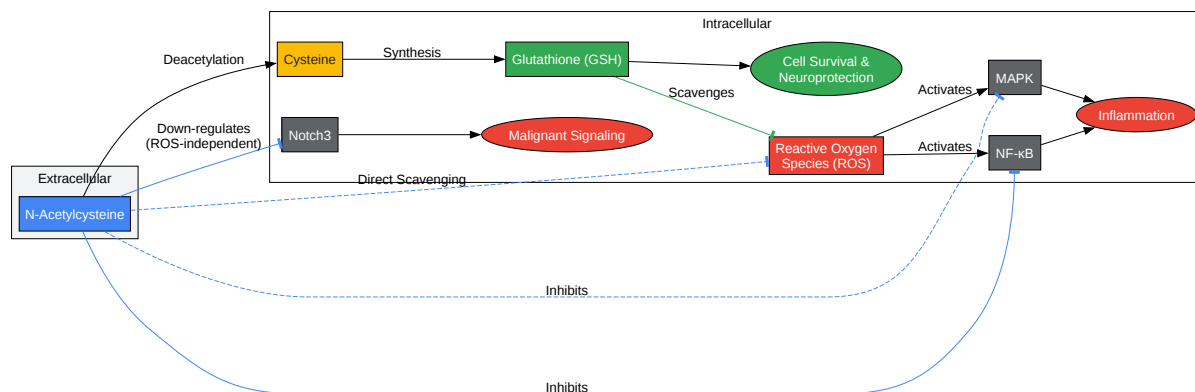 Intracellular
Deacetylation
Cysteine
Synthesis
Glutathione (GSH)
Cell Survival &
Neuroprotection
MAPK
Scavenges
Activates
Inflammation
Down-regulates
(ROS-independent)
Notch3
Malignant Signaling
Reactive Oxygen
Species (ROS)
Activates
NF-κB
Extracellular
Direct Scavenging
N-Acetylcysteine
Inhibits
Inhibits